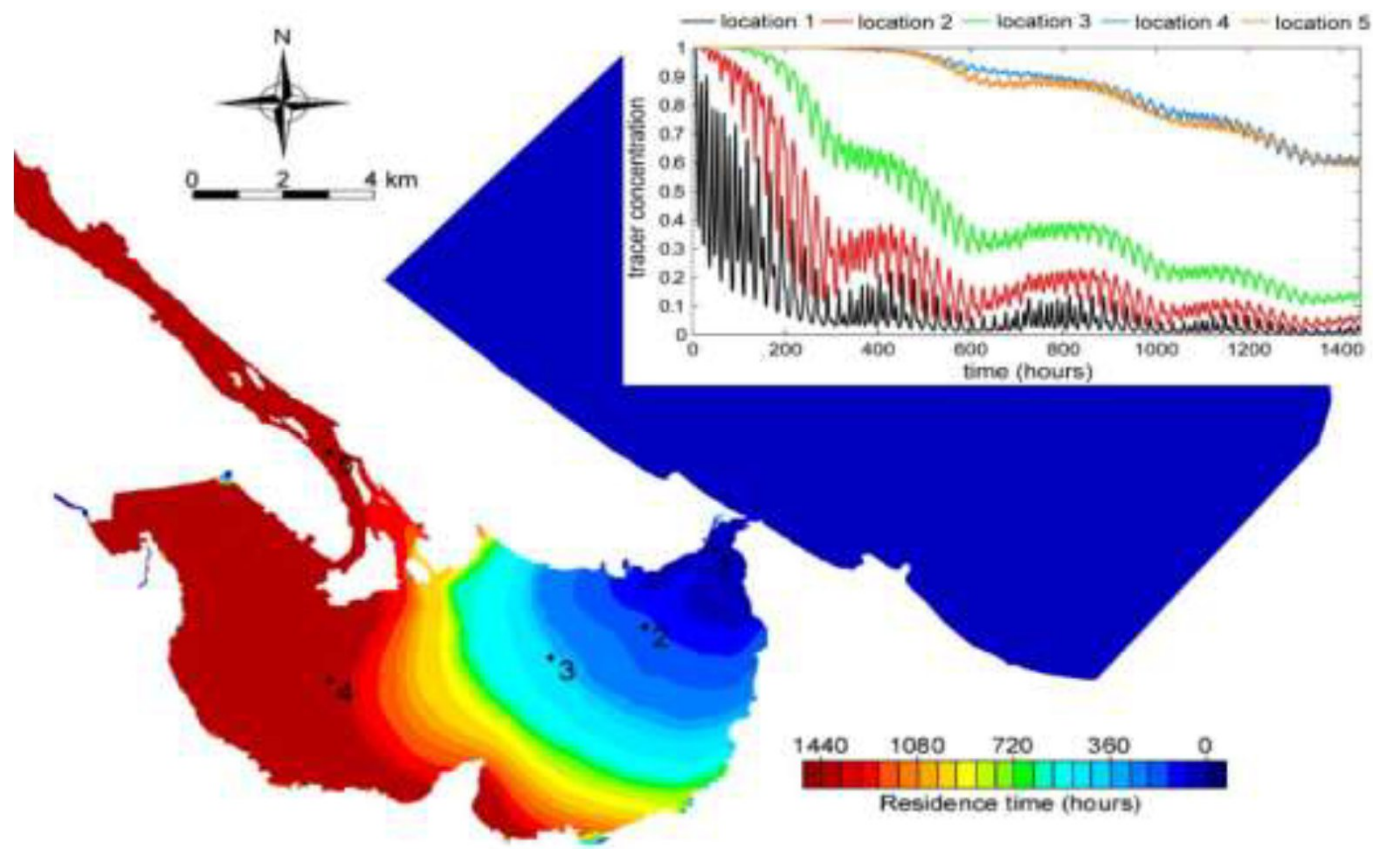 location 1 location 2 location 3 location 4 location 5
N
0 2 4 km
1
0.9
0.8
0.7
0.6
0.5
0.4
0.3
0.2
0.1
0
tracer concentration
0 200 400 600 800 1000 1200 1400
time (hours)
2
3
4
1440 1080 720 360 0
Residence time (hours)